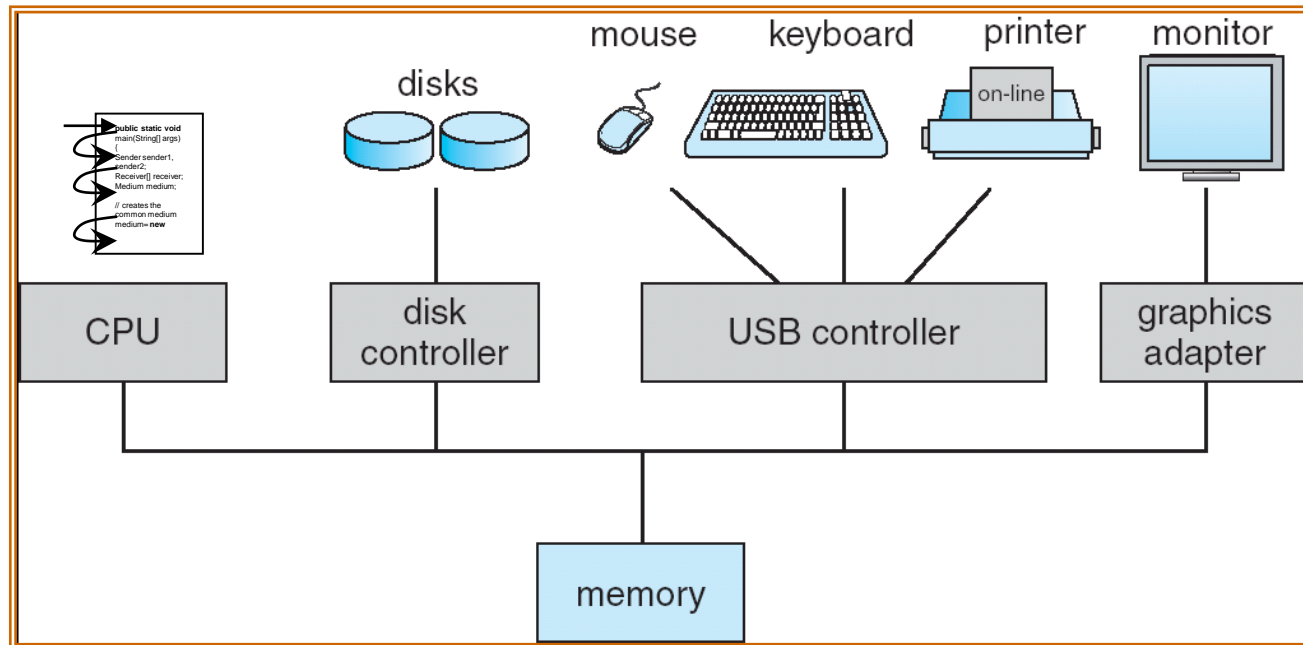 mouse keyboard printer monitor
disks
on-line
public static void
main(String[] args)
{
Sender sender1,
sender2;
Receiver[] receiver;
Medium medium;
// creates the
common medium
medium= new
CPU
disk
controller
USB controller
graphics
adapter
memory